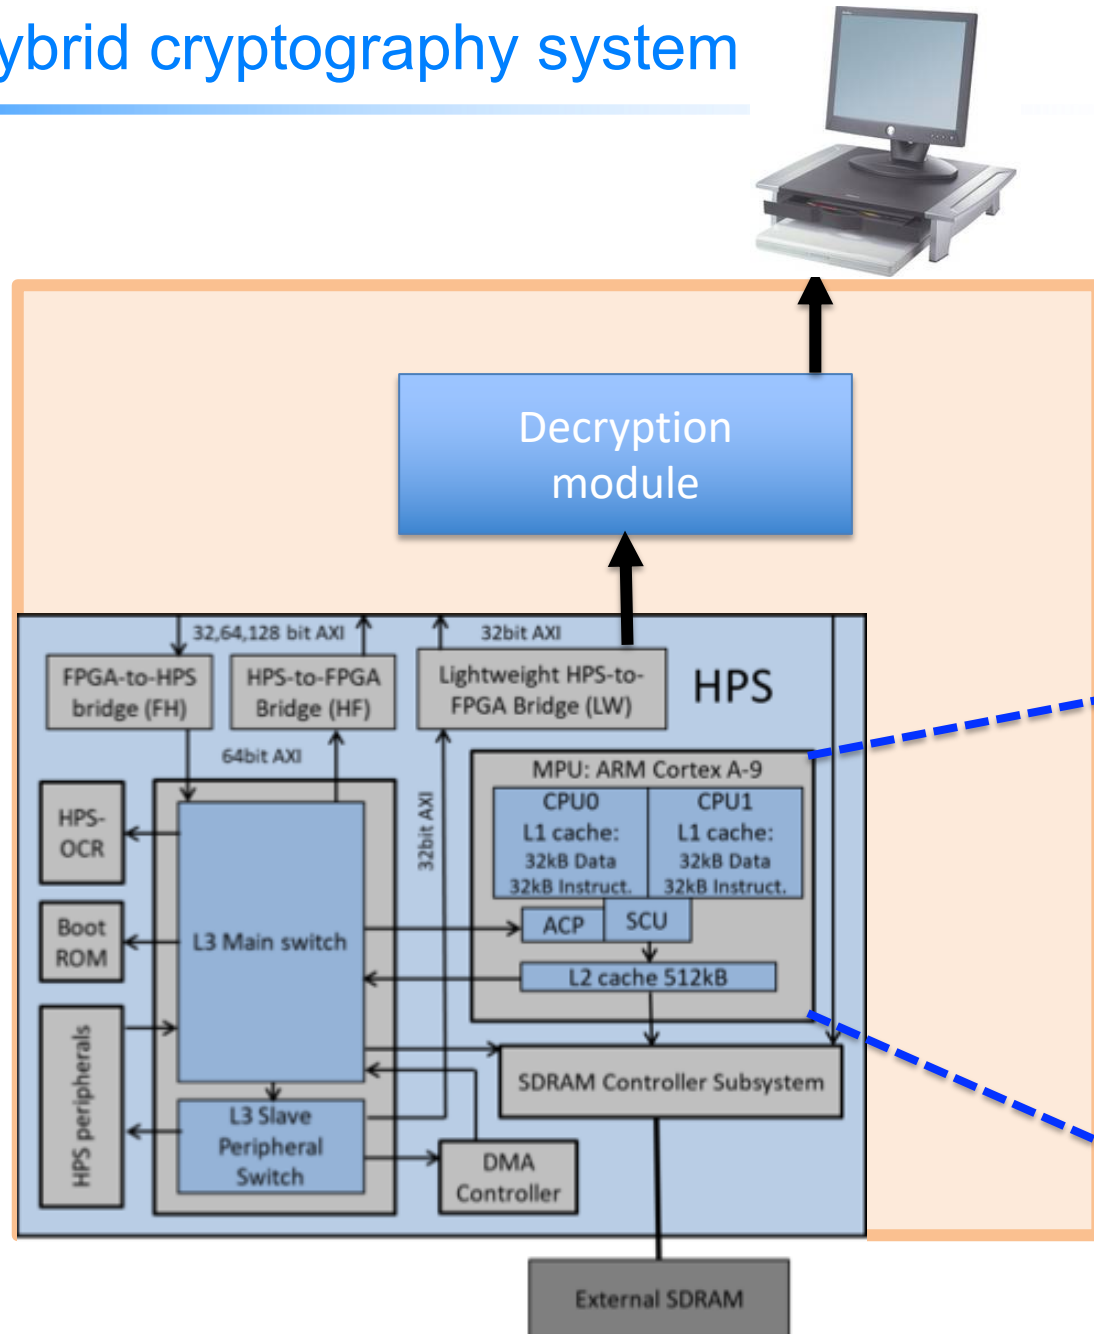 ybrid cryptography system
Decryption
module
32,64,128 bit AXI
32bit AXI
FPGA-to-HPS
bridge (FH)
HPS-to-FPGA
Bridge (HF)
Lightweight HPS-to-
FPGA Bridge (LW)
HPS
64bit AXI
32bit AXI
MPU: ARM Cortex A-9
CPU0
L1 cache:
32kB Data
32kB Instruct.
CPU1
L1 cache:
32kB Data
32kB Instruct.
HPS-
OCR
ACP
SCU
Boot
ROM
L3 Main switch
L2 cache 512kB
HPS peripherals
SDRAM Controller Subsystem
L3 Slave
Peripheral
Switch
DMA
Controller
External SDRAM